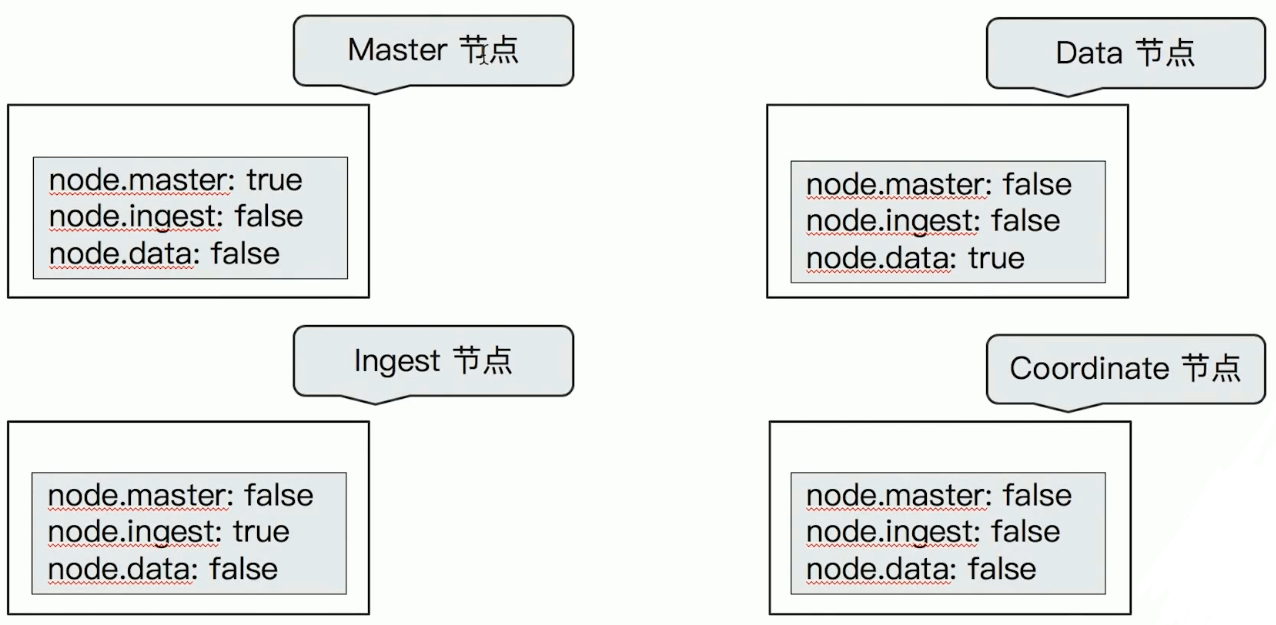 Master 节点
node.master: true
node.ingest: false
node.data: false
Data 节点
node.master: false
node.ingest: false
node.data: true
Ingest 节点
node.master: false
node.ingest: true
node.data: false
Coordinate 节点
node.master: false
node.ingest: false
node.data: false